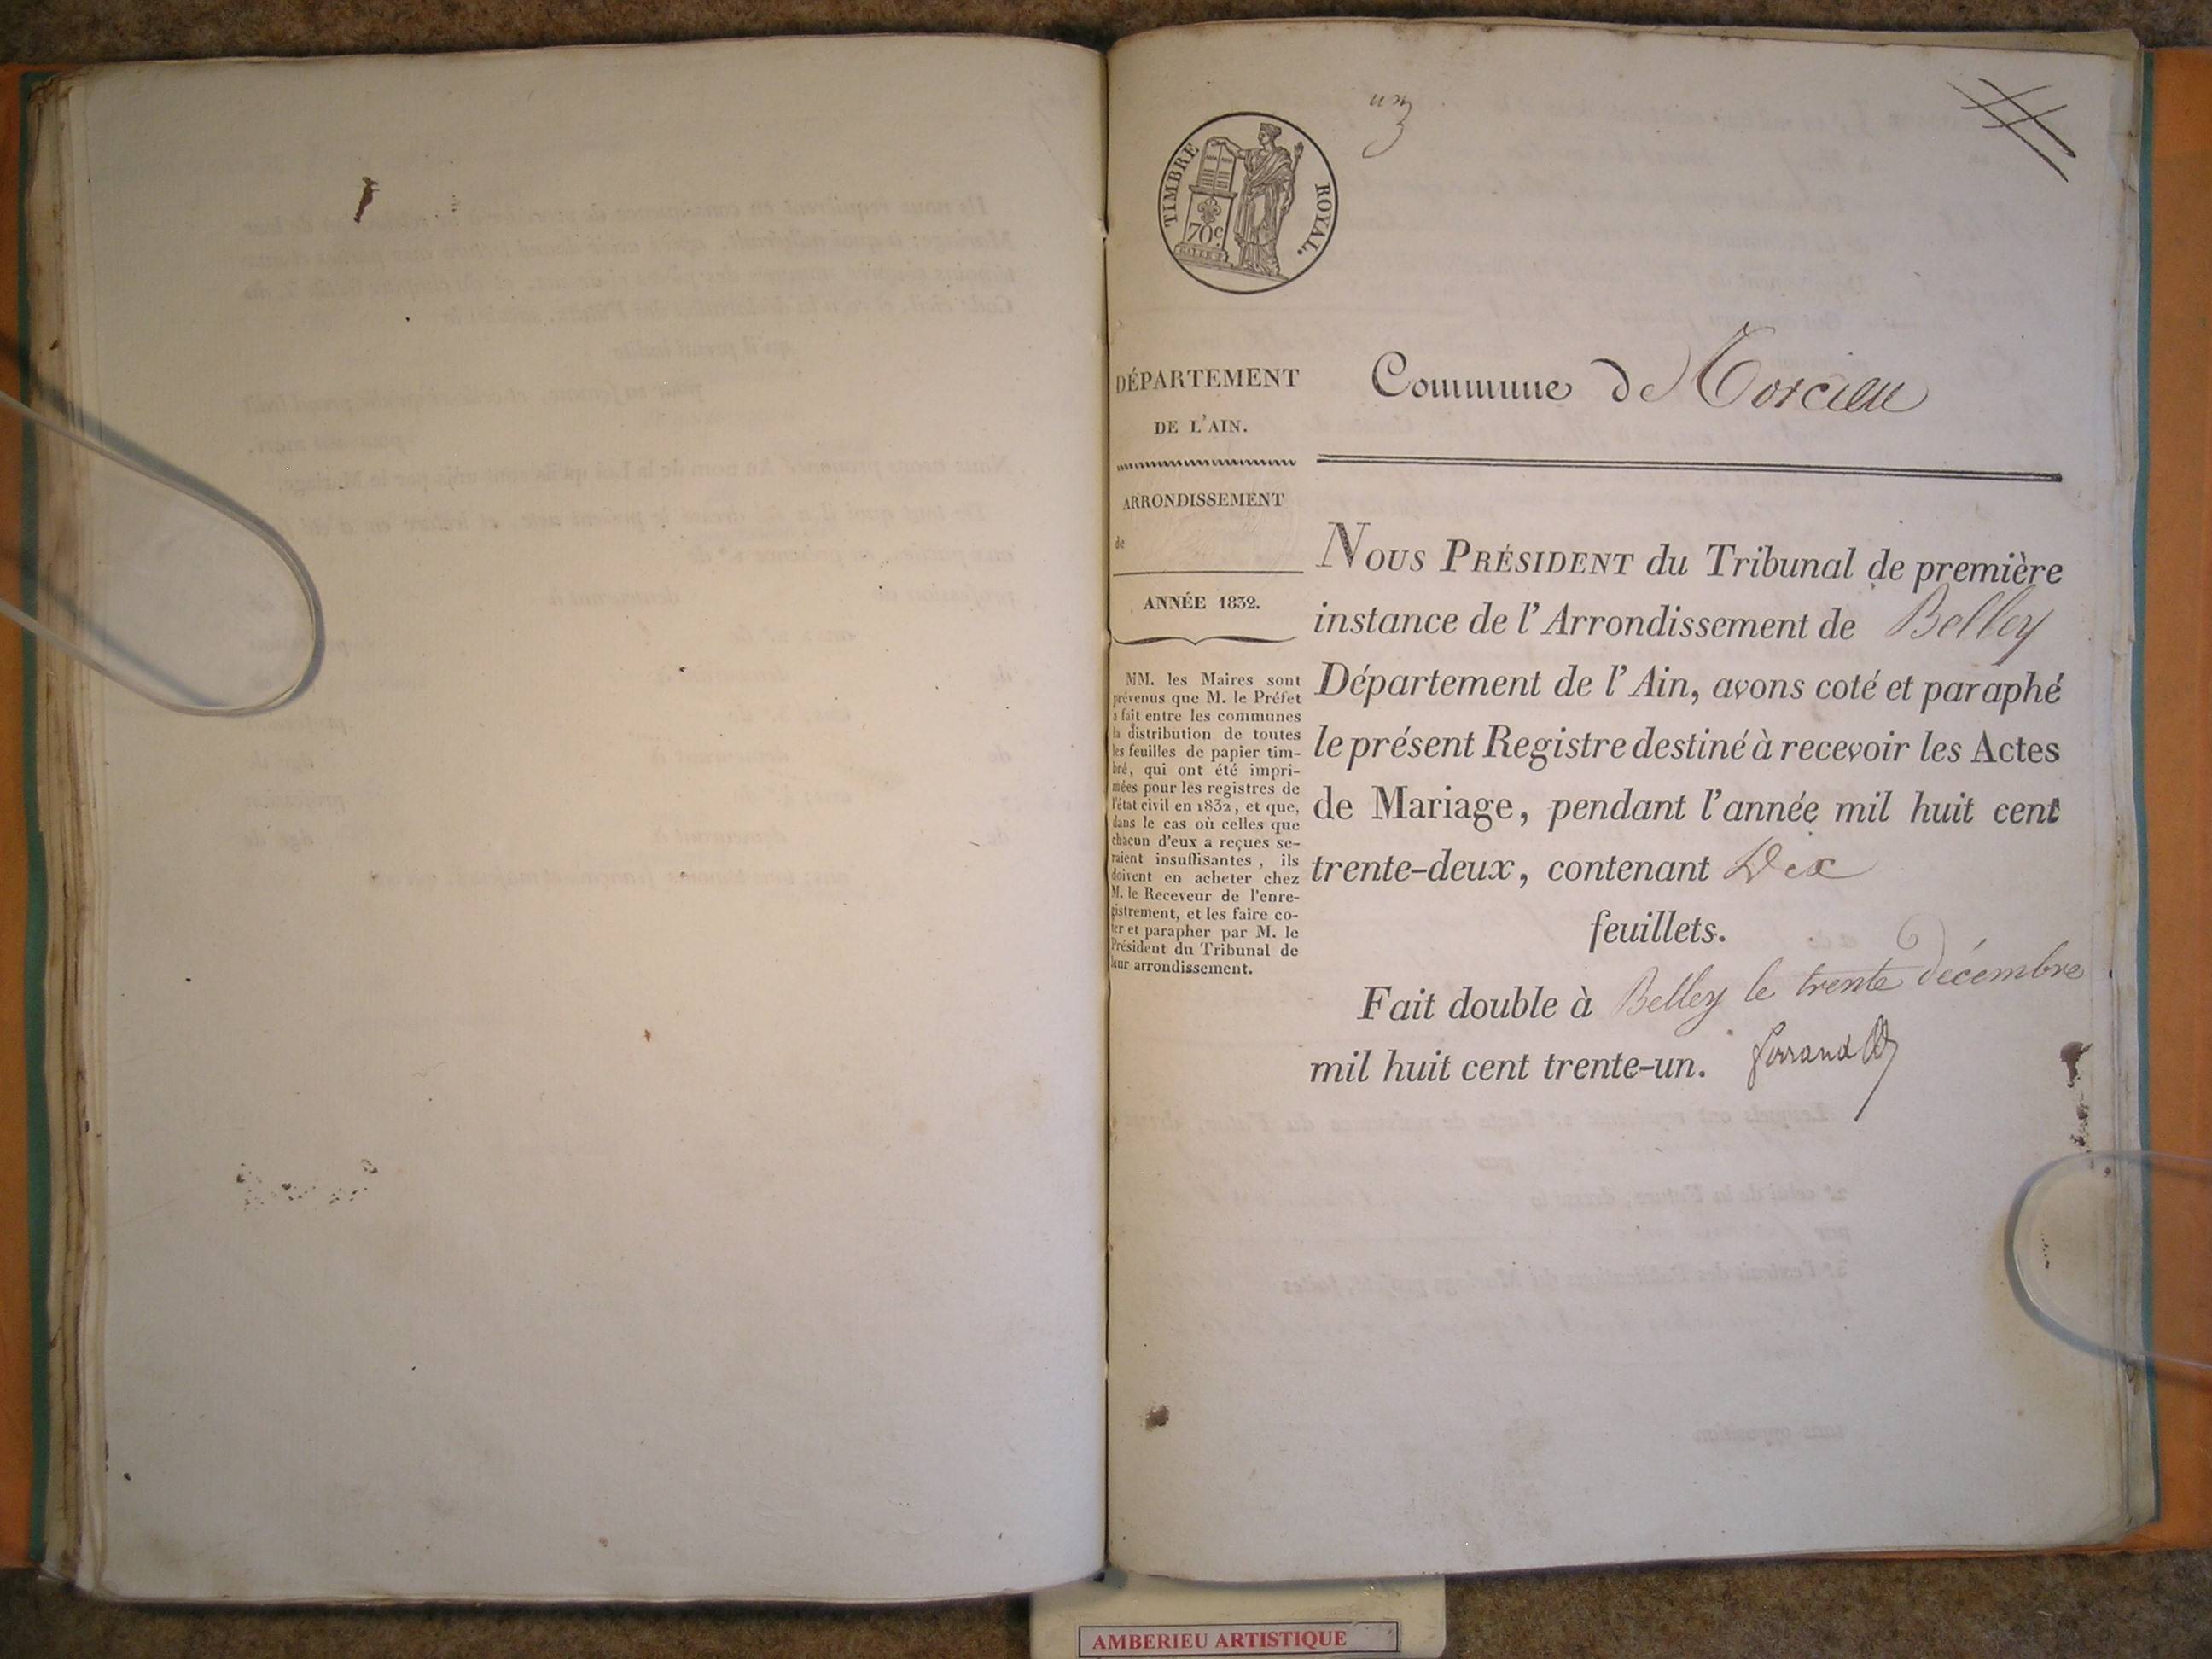 un
TIMBRE ROYAL.
70c
DÉPARTEMENT
DE L'AIN.
Commune de Torcieu
ARRONDISSEMENT
de
ANNÉE 1832.
MM. les Maires sont
prévenus que M. le Préfet
a fait entre les communes
la distribution de toutes
les feuilles de papier tim-
bré, qui ont été impri-
mées pour les registres de
l'état civil en 1832, et que,
dans le cas où celles que
chacun d'eux a reçues se-
raient insuffisantes, ils
doivent en acheter chez
M. le Receveur de l'enre-
gistrement, et les faire co-
ter et parapher par M. le
Président du Tribunal de
leur arrondissement.
NOUS PRÉSIDENT du Tribunal de première
instance de l'Arrondissement de Belley
Département de l'Ain, avons coté et paraphé
le présent Registre destiné à recevoir les Actes
de Mariage, pendant l'année mil huit cent
trente-deux, contenant Dix
feuillets.
Fait double à Belley le trente décembre
mil huit cent trente-un. ferrand
AMBERIEU ARTISTIQUE